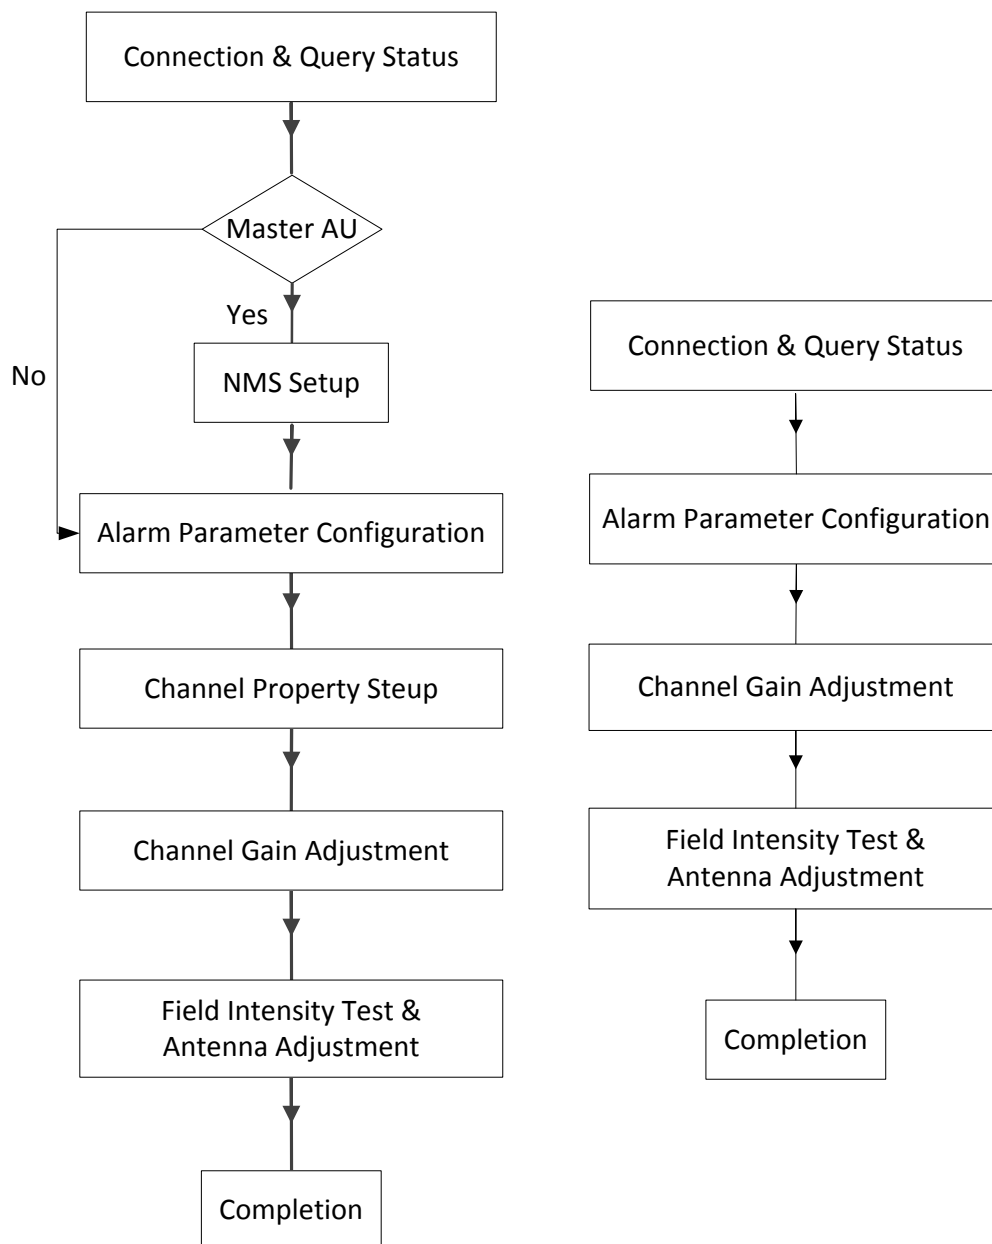 Connection & Query Status
Master AU
Yes
No
NMS Setup
Alarm Parameter Configuration
Channel Property Steup
Channel Gain Adjustment
Field Intensity Test &
Antenna Adjustment
Completion
Connection & Query Status
Alarm Parameter Configuration
Channel Gain Adjustment
Field Intensity Test &
Antenna Adjustment
Completion